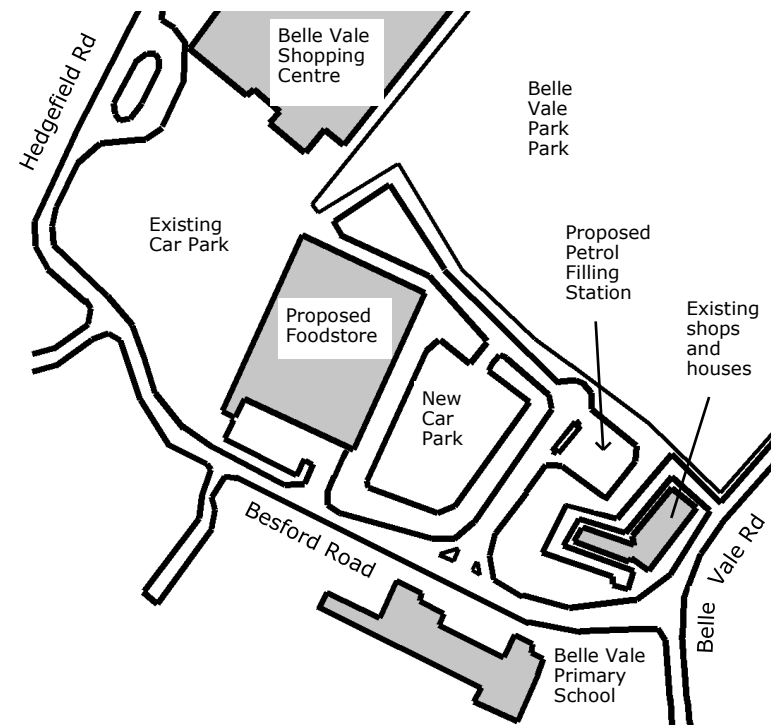 Belle Vale
Shopping
Centre
Hedgefield Rd
Belle
Vale
Park
Park
Existing
Car Park
Proposed
Petrol
Filling
Station
Existing
shops
and
houses
Proposed
Foodstore
New
Car
Park
Besford Road
Belle Vale Rd
Belle Vale
Primary
School